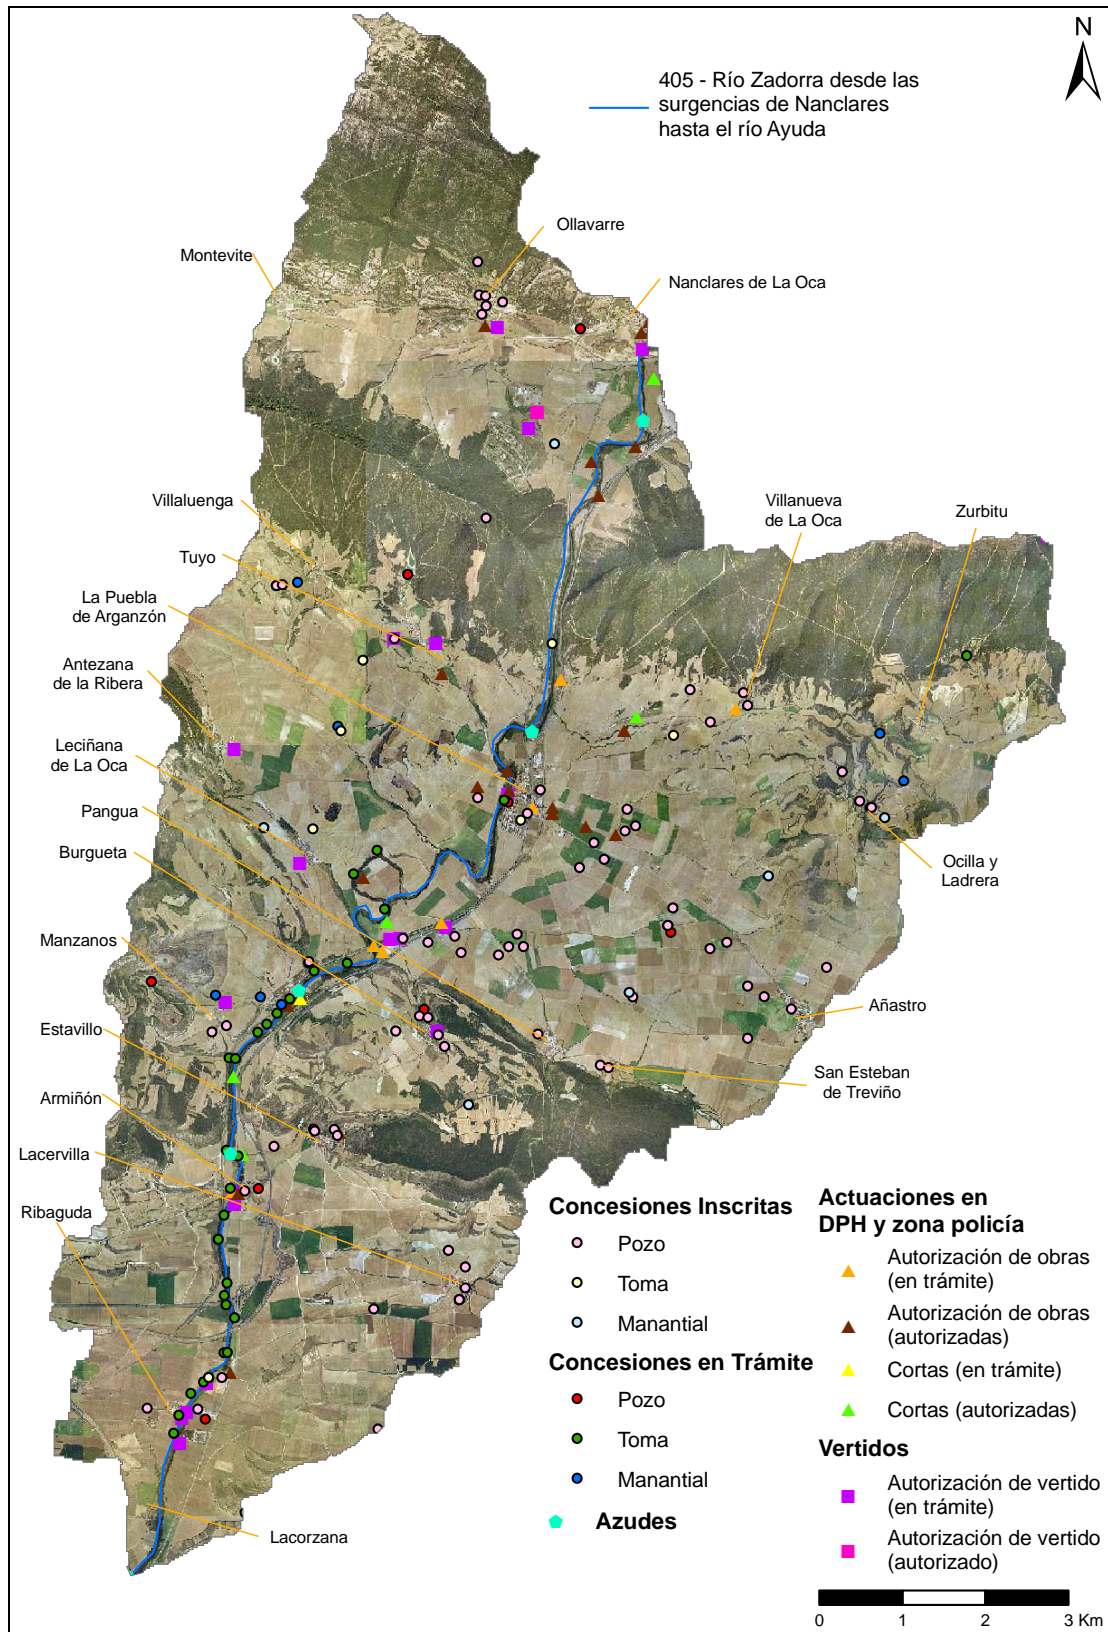 N
405 - Río Zadorra desde las
surgencias de Nanclares
hasta el río Ayuda
Ollavarre
Montevite
Nanclares de La Oca
Villaluenga
Villanueva
de La Oca
Zurbitu
Tuyo
La Puebla
de Arganzón
Antezana
de la Ribera
Leciñana
de La Oca
Pangua
Burgueta
Ocilla y
Ladrera
Manzanos
Añastro
Estavillo
San Esteban
de Treviño
Armiñón
Lacervilla
Ribaguda
Lacorzana
Concesiones Inscritas
Pozo
Toma
Manantial
Concesiones en Trámite
Pozo
Toma
Manantial
Azudes
Actuaciones en
DPH y zona policía
Autorización de obras
(en trámite)
Autorización de obras
(autorizadas)
Cortas (en trámite)
Cortas (autorizadas)
Vertidos
Autorización de vertido
(en trámite)
Autorización de vertido
(autorizado)
0 1 2 3 Km